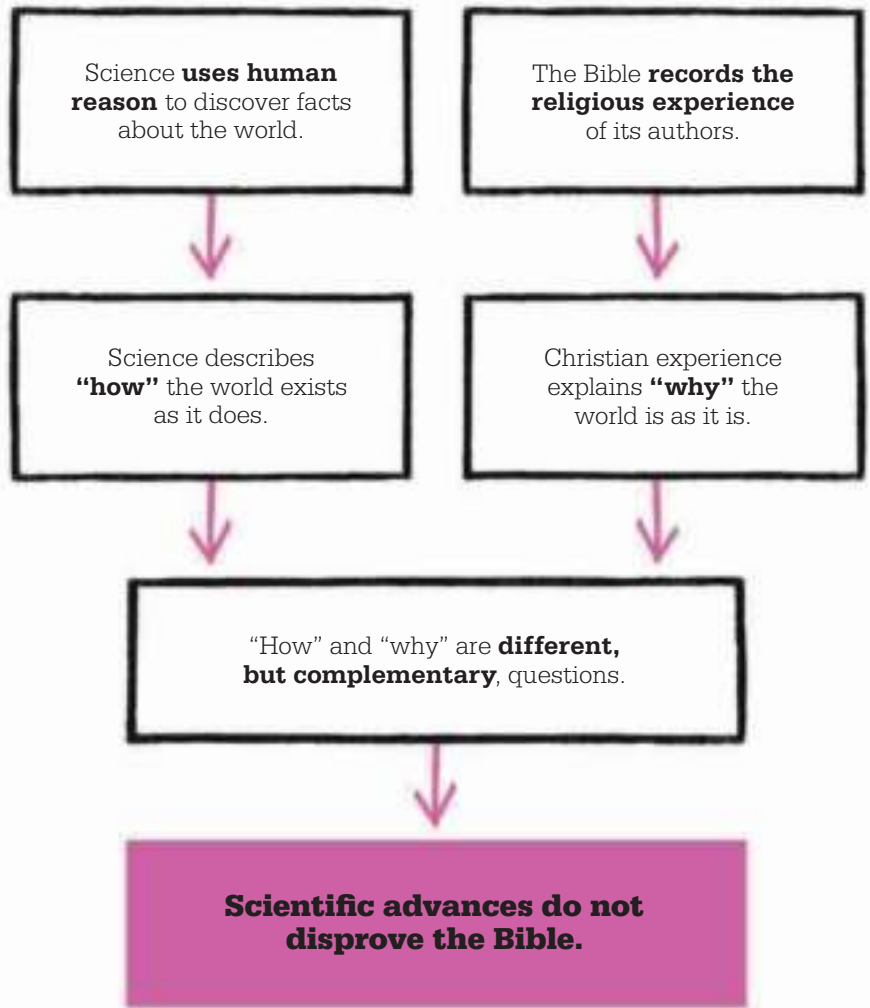 Science uses human
reason to discover facts
about the world.
The Bible records the
religious experience
of its authors.
Science describes
“how” the world exists
as it does.
Christian experience
explains “why” the
world is as it is.
“How” and “why” are different,
but complementary, questions.
Scientific advances do not
disprove the Bible.